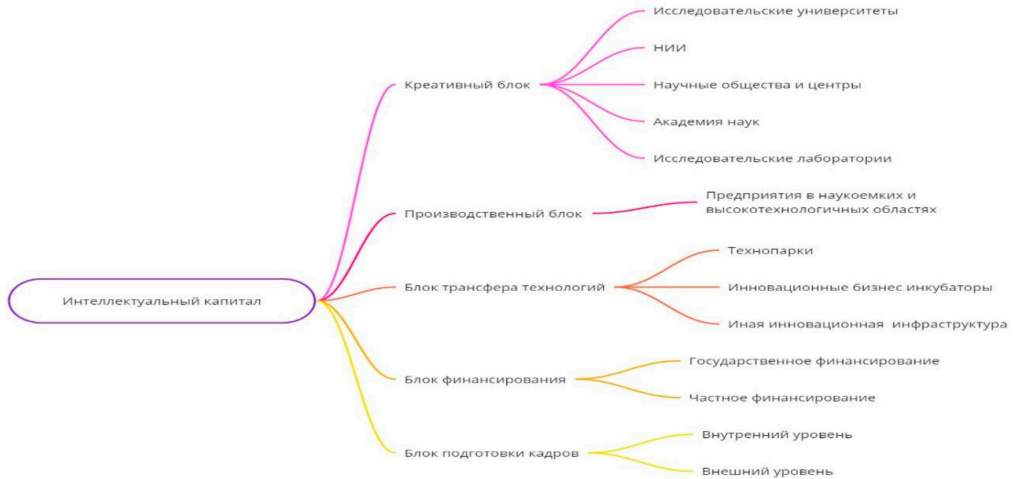 Интеллектуальный капитал
Креативный блок
Исследовательские университеты
НИИ
Научные общества и центры
Академия наук
Исследовательские лаборатории
Производственный блок
Предприятия в наукоемких и
высокотехнологичных областях
Блок трансфера технологий
Технопарки
Инновационные бизнес инкубаторы
Иная инновационная инфраструктура
Блок финансирования
Государственное финансирование
Частное финансирование
Блок подготовки кадров
Внутренний уровень
Внешний уровень